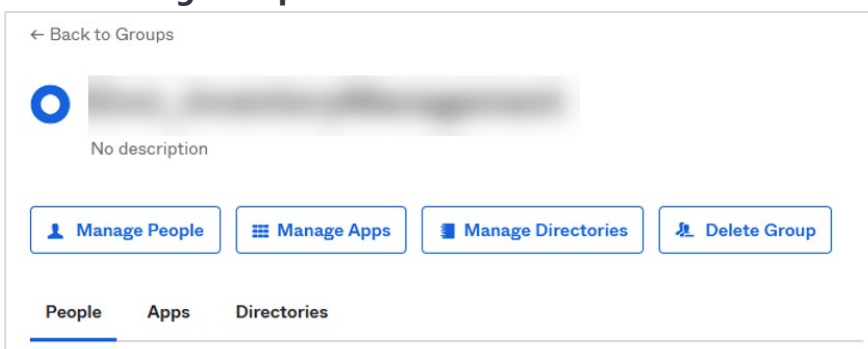 ← Back to Groups
No description
Manage People Manage Apps Manage Directories Delete Group
People Apps Directories